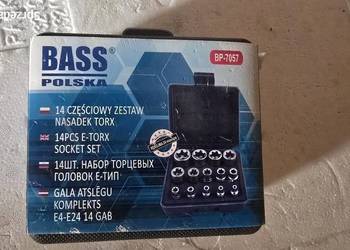 Sprzeda
BASS®
POLSKA
BP-7057
14 CZĘŚCIOWY ZESTAW
NASADEK TORX
14PCS E-TORX
SOCKET SET
14ШТ. НАБОР ТОРЦЕВЫХ
ГОЛОВОК Е-ТИП
GALA ATSLĒGU
KOMPLEKTS
E4-E24 14 GAB